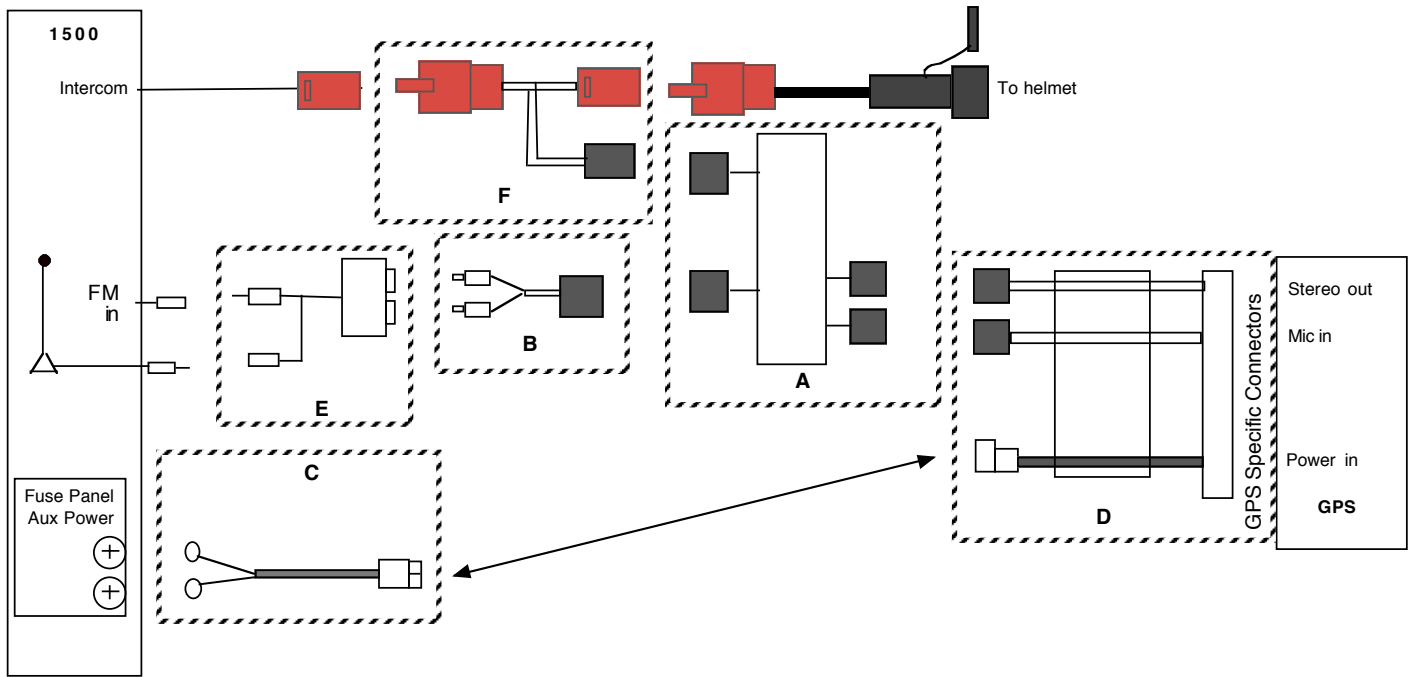 1500
Intercom
To helmet
F
FM
in
B
A
E
Stereo out
Mic in
GPS Specific Connectors
Power in
GPS
D
C
Fuse Panel
Aux Power